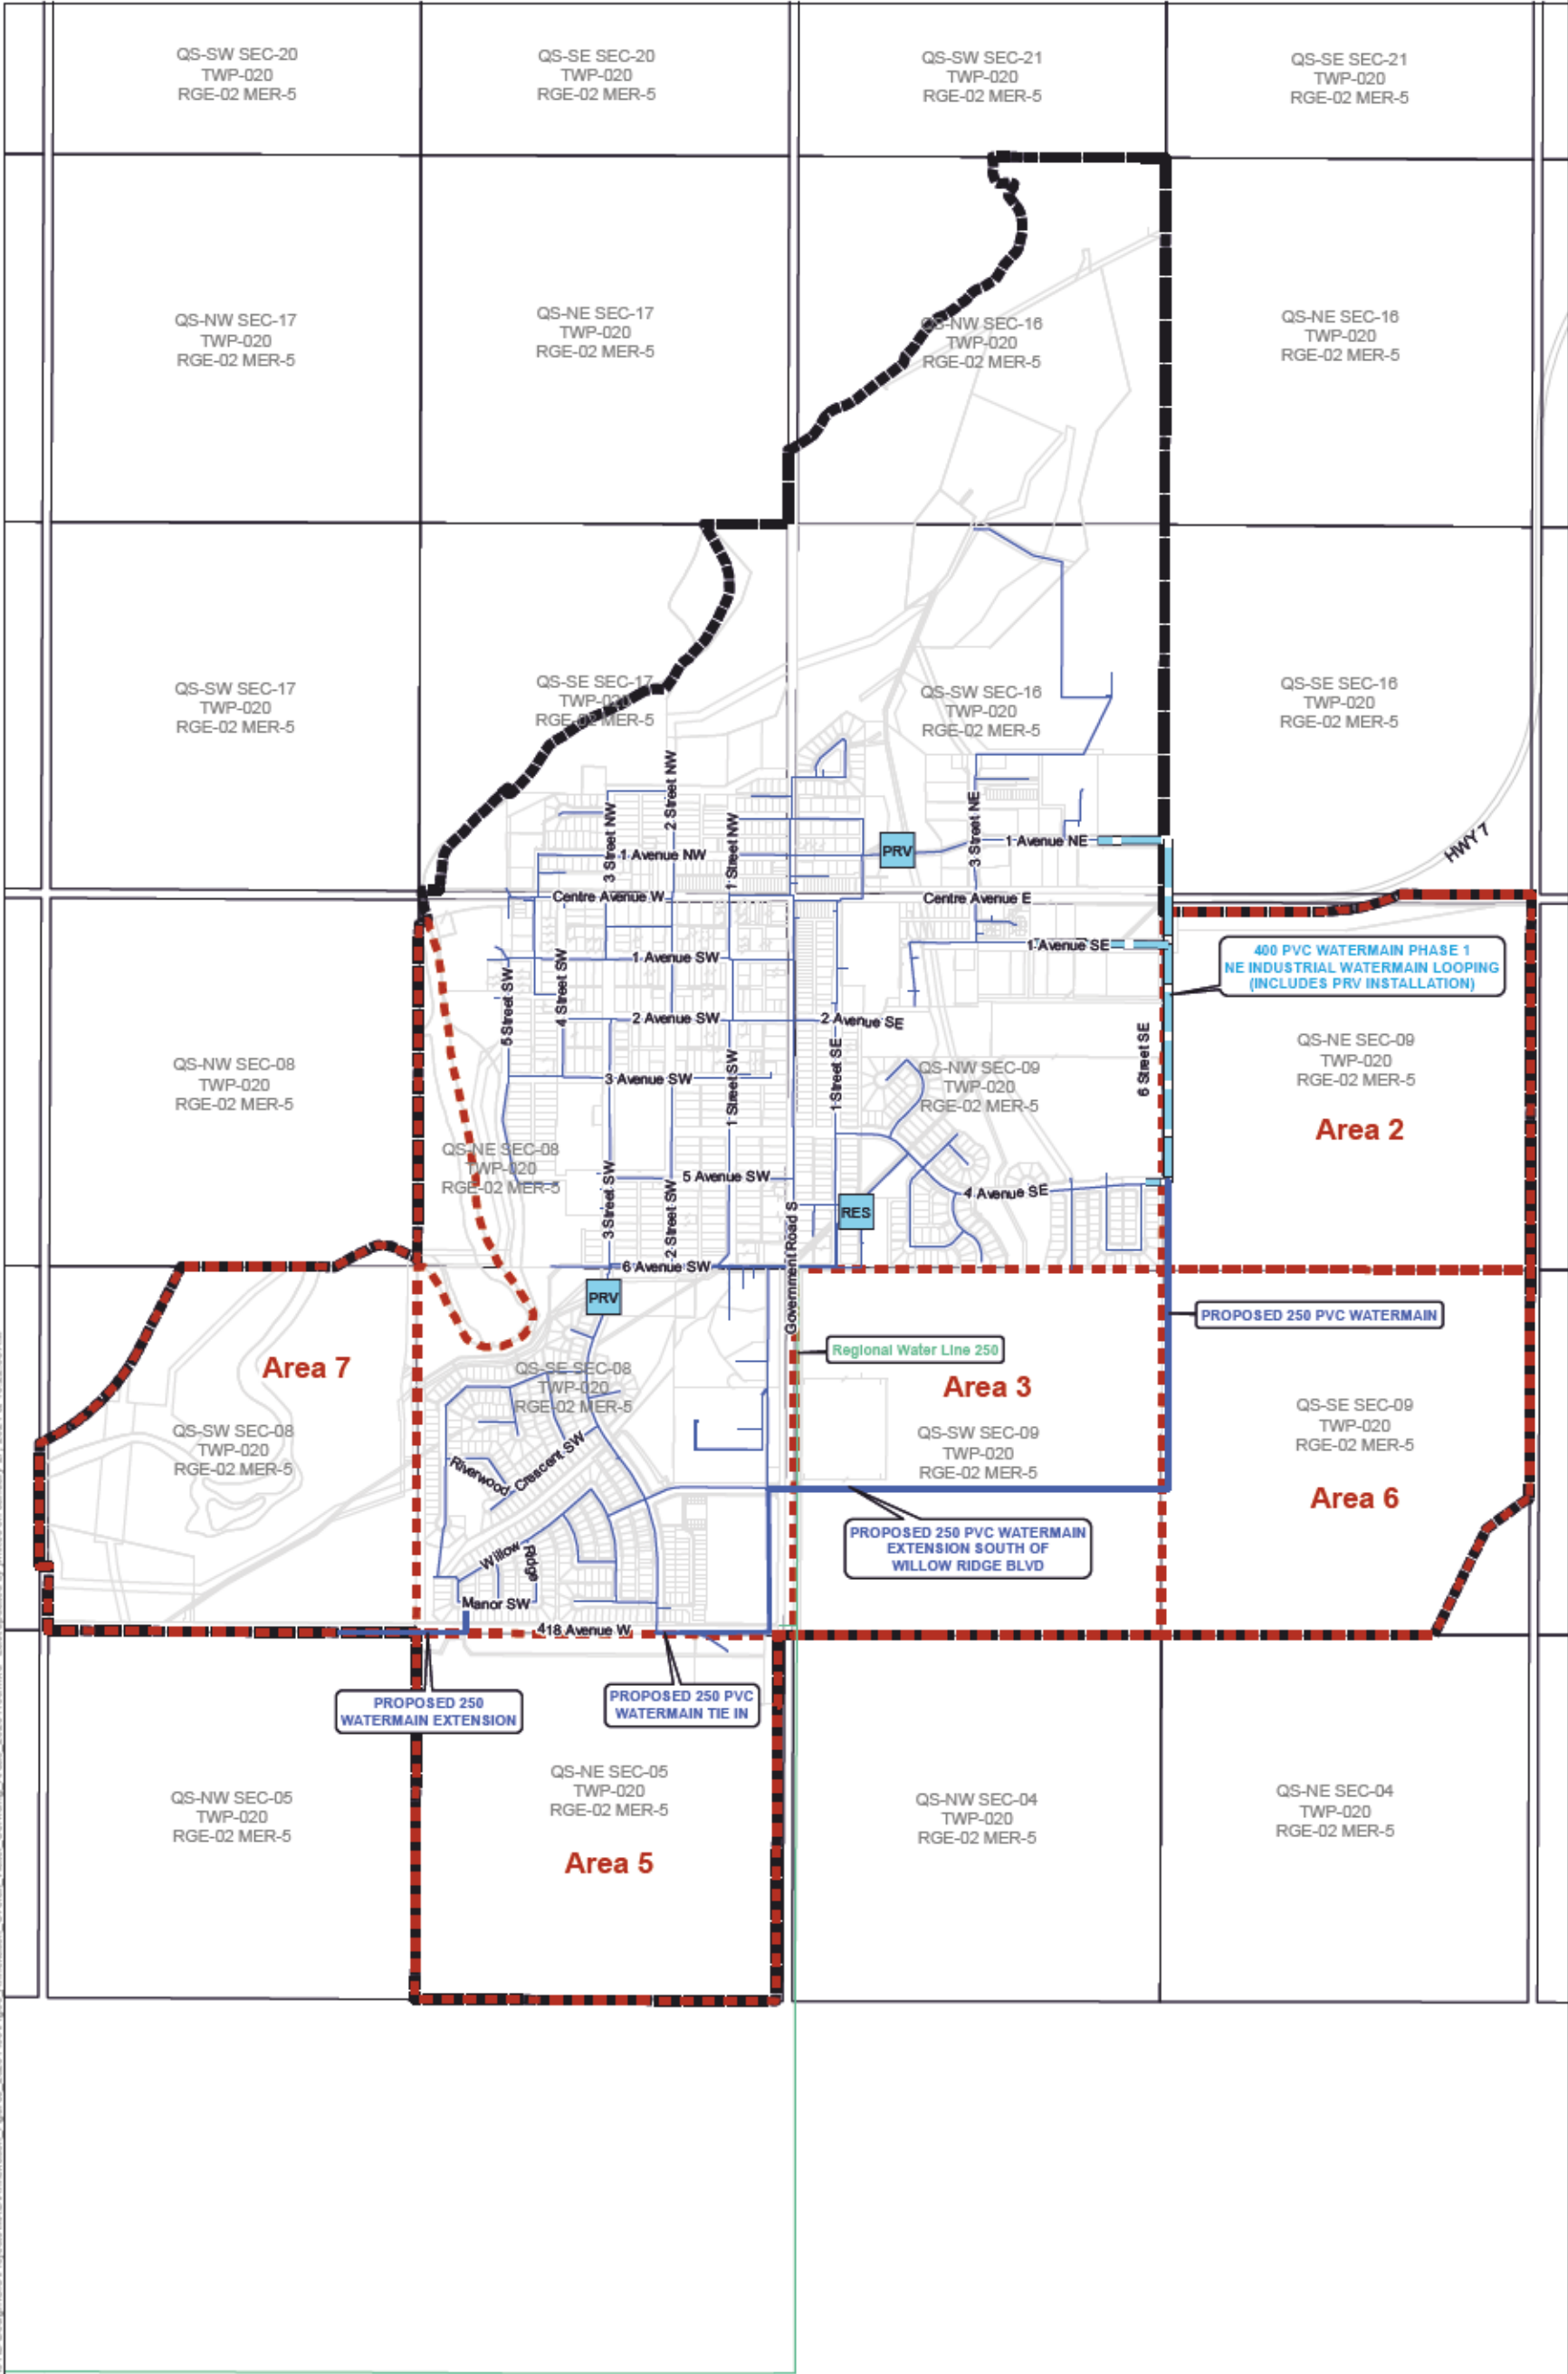 QS-SW SEC-20
TWP-020
RGE-02 MER-5
QS-SE SEC-20
TWP-020
RGE-02 MER-5
QS-SW SEC-21
TWP-020
RGE-02 MER-5
QS-SE SEC-21
TWP-020
RGE-02 MER-5
QS-NW SEC-17
TWP-020
RGE-02 MER-5
QS-NE SEC-17
TWP-020
RGE-02 MER-5
QS-NW SEC-16
TWP-020
RGE-02 MER-5
QS-NE SEC-16
TWP-020
RGE-02 MER-5
QS-SW SEC-17
TWP-020
RGE-02 MER-5
QS-SE SEC-17
TWP-020
RGE-02 MER-5
QS-SW SEC-16
TWP-020
RGE-02 MER-5
QS-SE SEC-16
TWP-020
RGE-02 MER-5
HWY 7
2 Street NW
3 Street NW
1 Street NW
3 Street NE
PRV
1 Avenue NE
1 Avenue NW
Centre Avenue W
Centre Avenue E
1 Avenue SE
1 Avenue SW
400 PVC WATERMAIN PHASE 1
NE INDUSTRIAL WATERMAIN LOOPING
(INCLUDES PRV INSTALLATION)
5 Street SW
4 Street SW
2 Avenue SW
2 Avenue SE
6 Street SE
3 Avenue SW
1 Street SW
1 Street SE
QS-NW SEC-08
TWP-020
RGE-02 MER-5
QS-NW SEC-09
TWP-020
RGE-02 MER-5
QS-NE SEC-09
TWP-020
RGE-02 MER-5
Area 2
QS-NE SEC-08
TWP-020
RGE-02 MER-5
5 Avenue SW
4 Avenue SE
3 Street SW
2 Street SW
RES
Government Road S
6 Avenue SW
PRV
PROPOSED 250 PVC WATERMAIN
Regional Water Line 250
Area 7
QS-SE SEC-08
TWP-020
RGE-02 MER-5
Area 3
QS-SW SEC-08
TWP-020
RGE-02 MER-5
QS-SW SEC-09
TWP-020
RGE-02 MER-5
QS-SE SEC-09
TWP-020
RGE-02 MER-5
Area 6
Riverwood Crescent SW
PROPOSED 250 PVC WATERMAIN
EXTENSION SOUTH OF
WILLOW RIDGE BLVD
Willow
Ridge
Manor SW
418 Avenue W
PROPOSED 250
WATERMAIN EXTENSION
PROPOSED 250 PVC
WATERMAIN TIE IN
QS-NW SEC-05
TWP-020
RGE-02 MER-5
QS-NE SEC-05
TWP-020
RGE-02 MER-5
QS-NW SEC-04
TWP-020
RGE-02 MER-5
QS-NE SEC-04
TWP-020
RGE-02 MER-5
Area 5